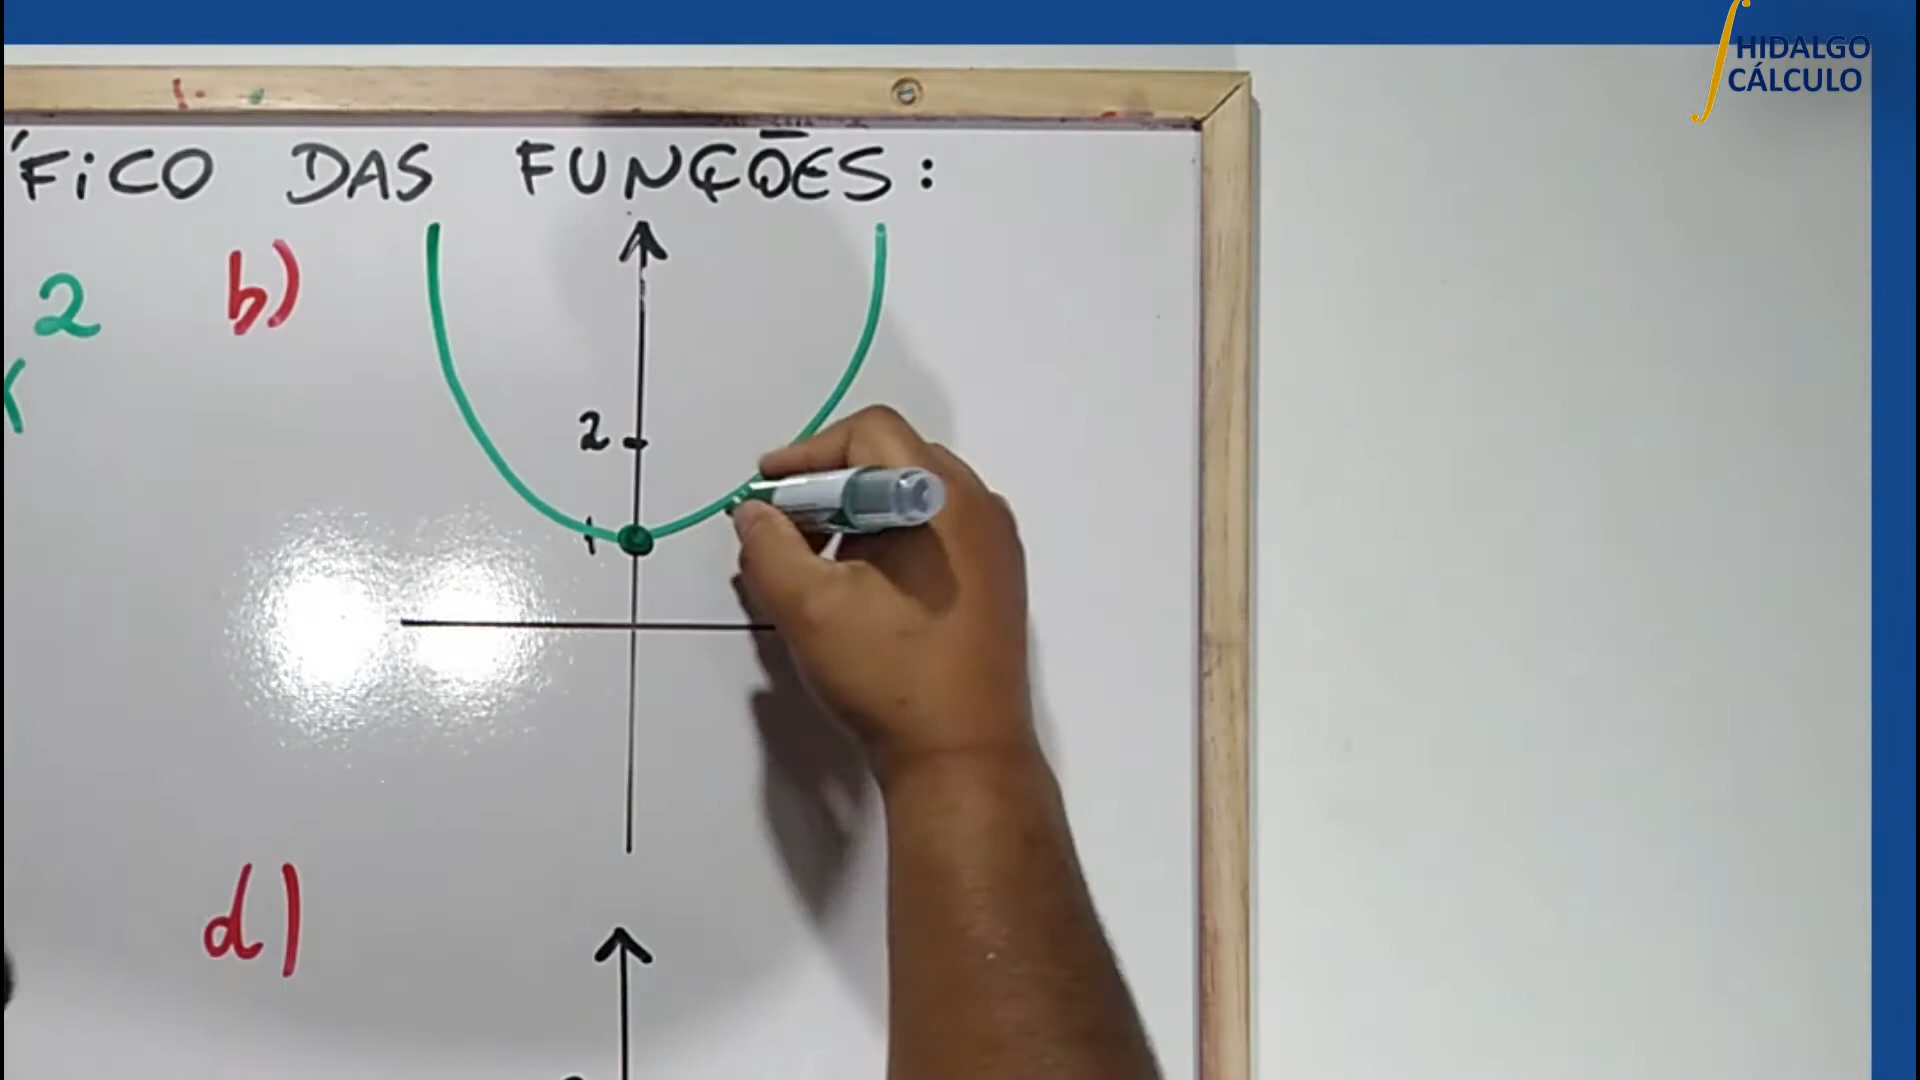 HIDALGO
CÁLCULO
´FiCO DAS FUNÇÕES:
2
b)
2
1
d)